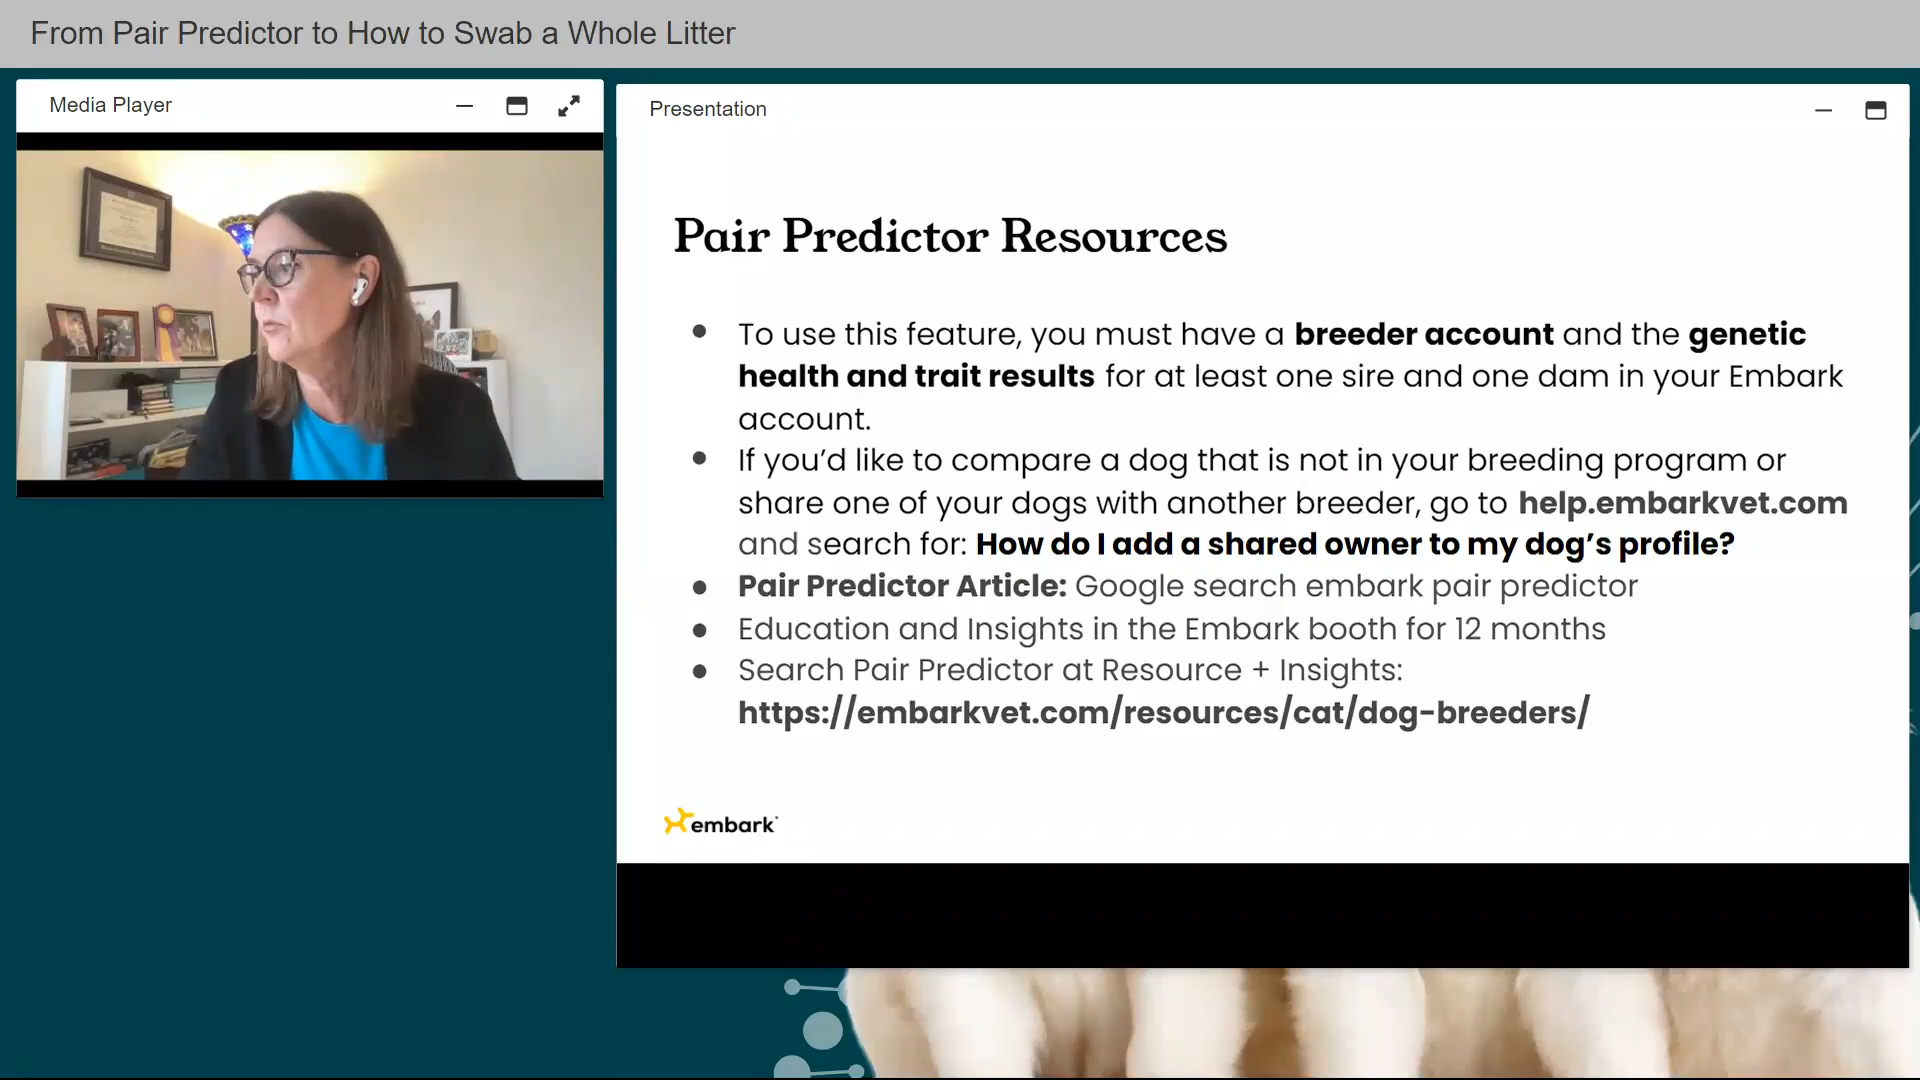 From Pair Predictor to How to Swab a Whole Litter
Media Player
Presentation
Pair Predictor Resources
● To use this feature, you must have a breeder account and the genetic
health and trait results for at least one sire and one dam in your Embark
account.
● If you’d like to compare a dog that is not in your breeding program or
share one of your dogs with another breeder, go to help.embarkvet.com
and search for: How do I add a shared owner to my dog’s profile?
● Pair Predictor Article: Google search embark pair predictor
● Education and Insights in the Embark booth for 12 months
● Search Pair Predictor at Resource + Insights:
https://embarkvet.com/resources/cat/dog-breeders/
embark